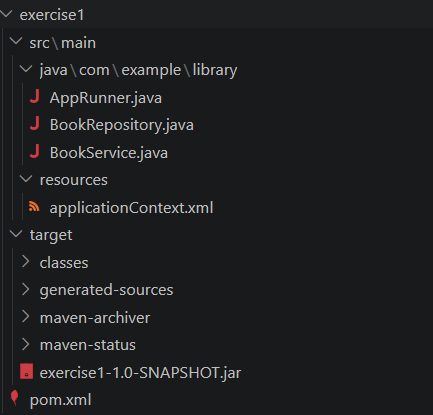 exercise1
src\main
java\com\example\library
AppRunner.java
BookRepository.java
BookService.java
resources
applicationContext.xml
target
classes
generated-sources
maven-archiver
maven-status
exercise1-1.0-SNAPSHOT.jar
pom.xml